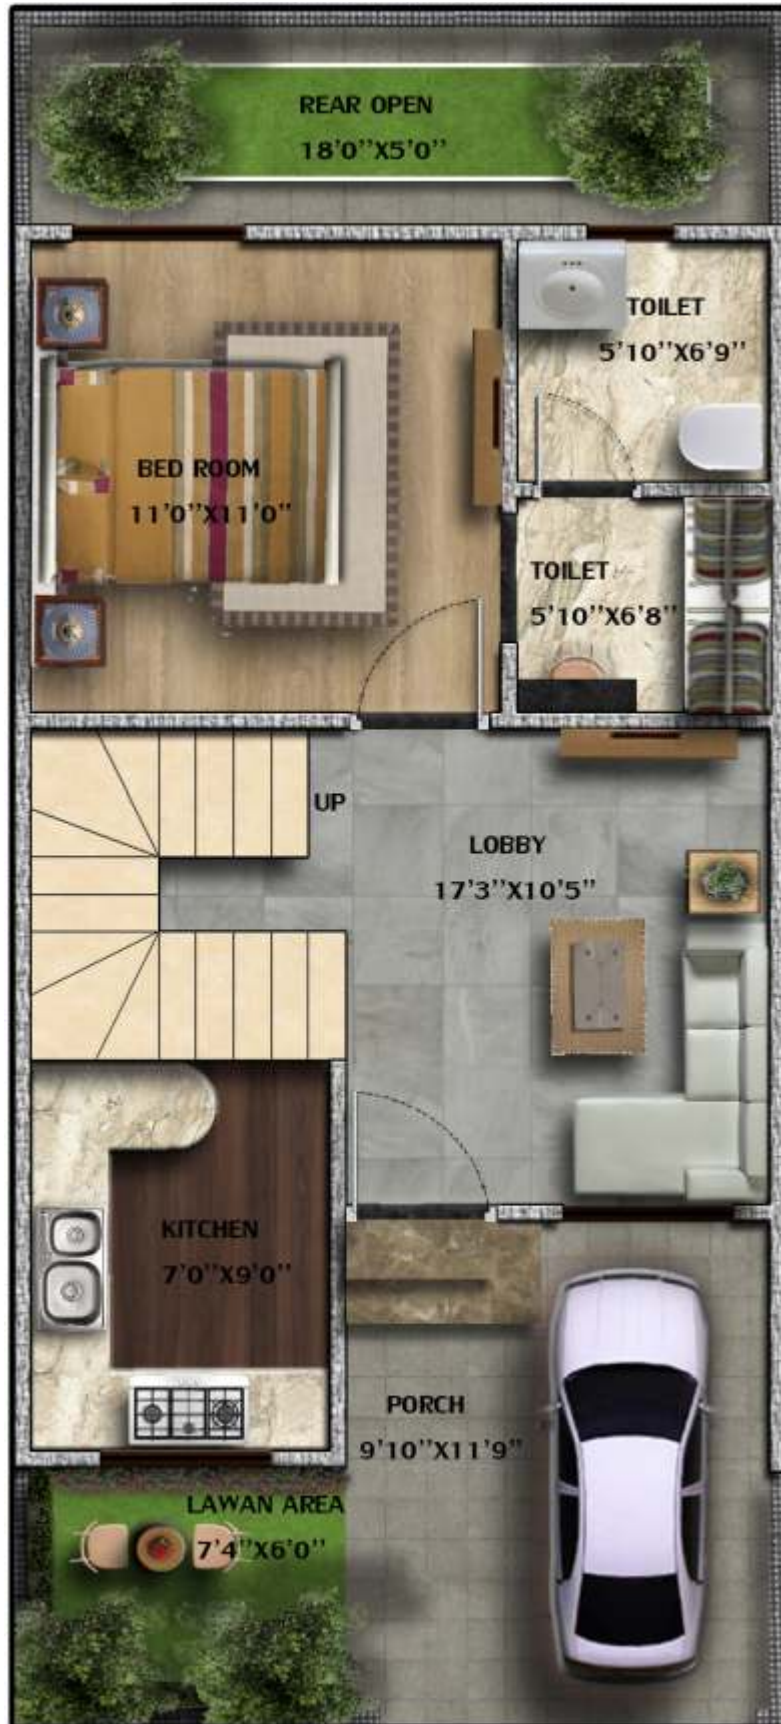 REAR OPEN
18'0''X5'0''
TOILET
5'10''X6'9''
BED ROOM
11'0''X11'0''
TOILET
5'10''X6'8''
UP
LOBBY
17'3''X10'5''
KITCHEN
7'0''X9'0''
PORCH
9'10''X11'9''
LAWAN AREA
7'4''X6'0''